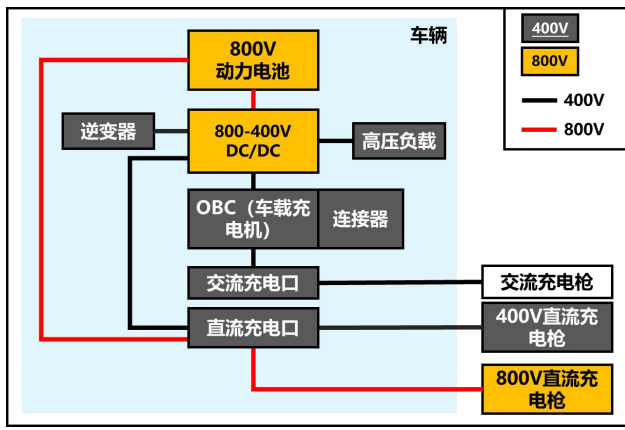 车辆
400V
800V
400V
800V
800V
动力电池
逆变器
800-400V
DC/DC
高压负载
OBC（车载充
电机）
连接器
交流充电口
交流充电枪
直流充电口
400V直流充
电枪
800V直流充
电枪